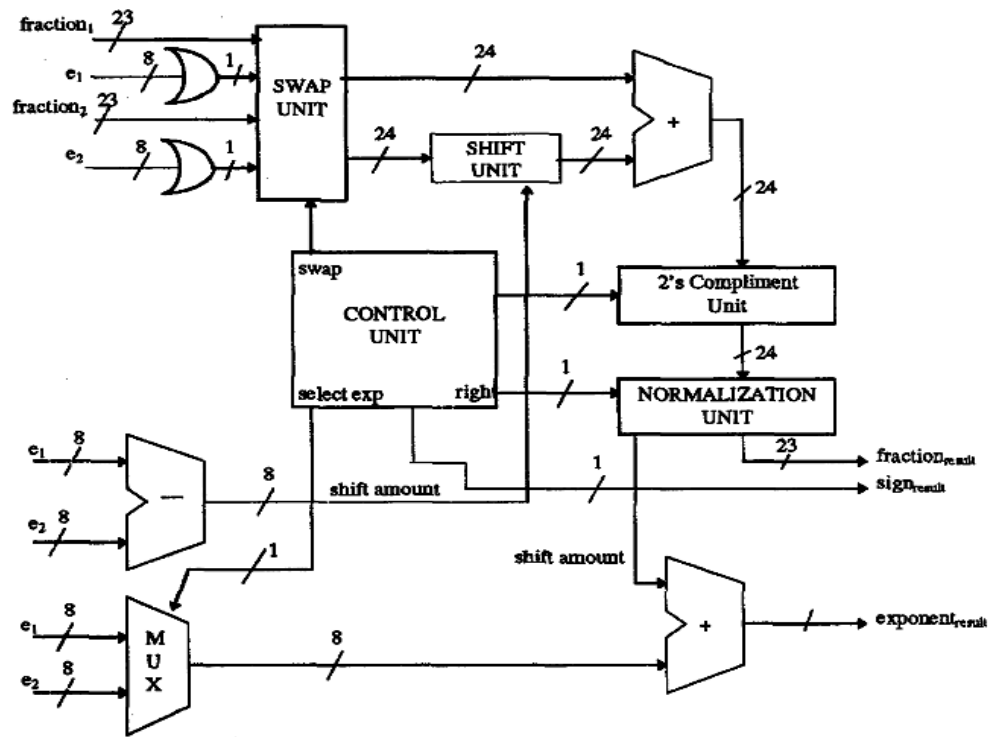 fraction1 23
e1 8 1
fraction2 23
e2 8 1
SWAP
UNIT
24
24
SHIFT
UNIT
24
+
24
swap
CONTROL
UNIT
select exp
right
1
2's Compliment
Unit
24
1
NORMALIZATION
UNIT
23
fractionresult
1
signresult
e1 8
e2 8
—
8
shift amount
1
shift amount
e1 8
e2 8
M
U
X
8
+
exponentresult